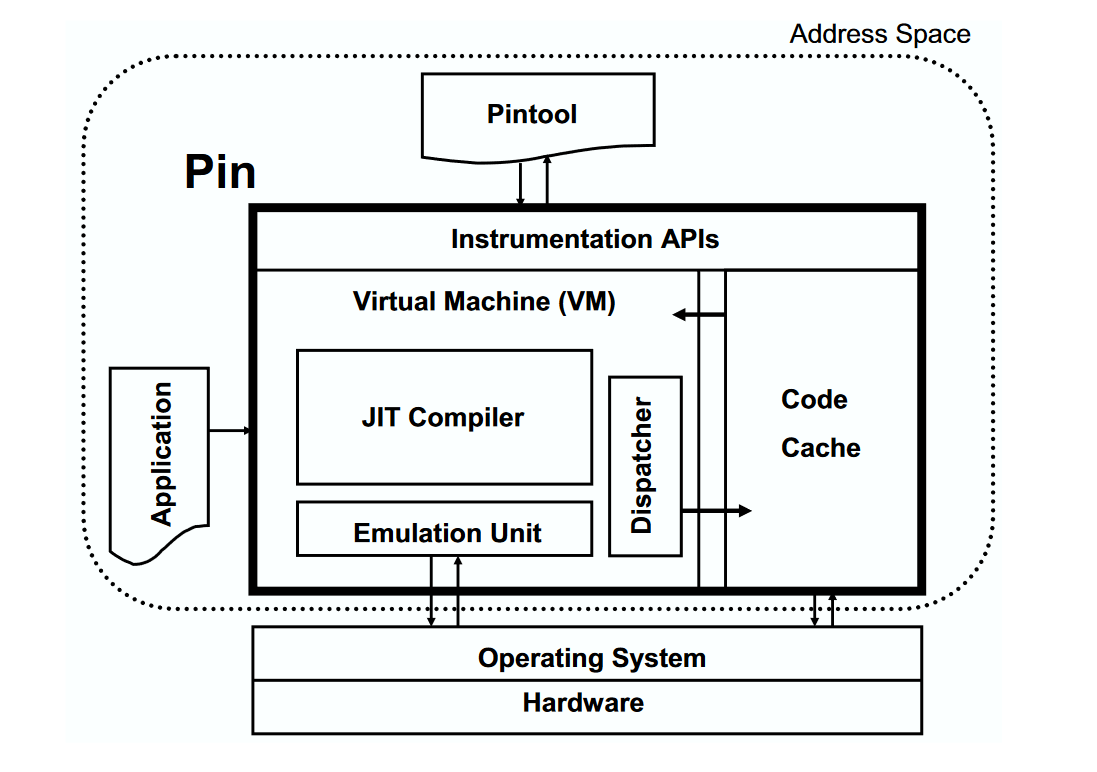 Address Space
Pintool
Pin
Instrumentation APIs
Virtual Machine (VM)
Application
JIT Compiler
Dispatcher
Code
Cache
Emulation Unit
Operating System
Hardware